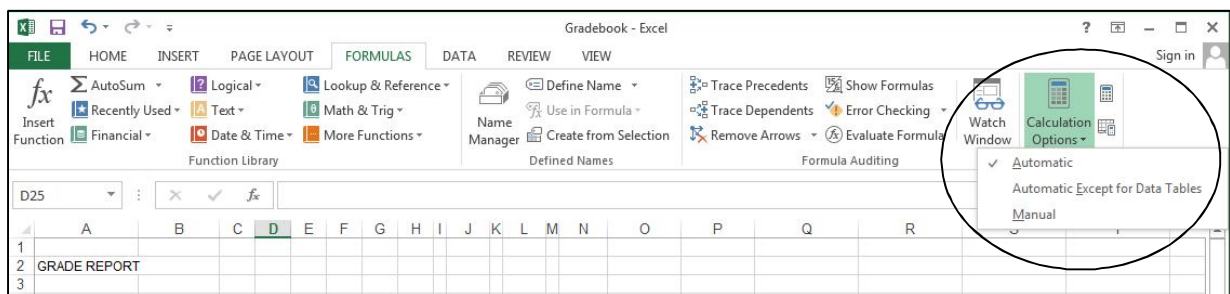 Gradebook - Excel
FILE HOME INSERT PAGE LAYOUT FORMULAS DATA REVIEW VIEW Sign in
fx Insert Function
AutoSum
Recently Used
Financial
Logical
Text
Date & Time
Lookup & Reference
Math & Trig
More Functions
Function Library
Name Manager
Define Name
Use in Formula
Create from Selection
Defined Names
Trace Precedents
Trace Dependents
Remove Arrows
Show Formulas
Error Checking
Evaluate Formula
Formula Auditing
Watch Window
Calculation Options
Automatic
Automatic Except for Data Tables
Manual
D25 fx
A B C D E F G H I J K L M N O P Q R
1
2 GRADE REPORT
3